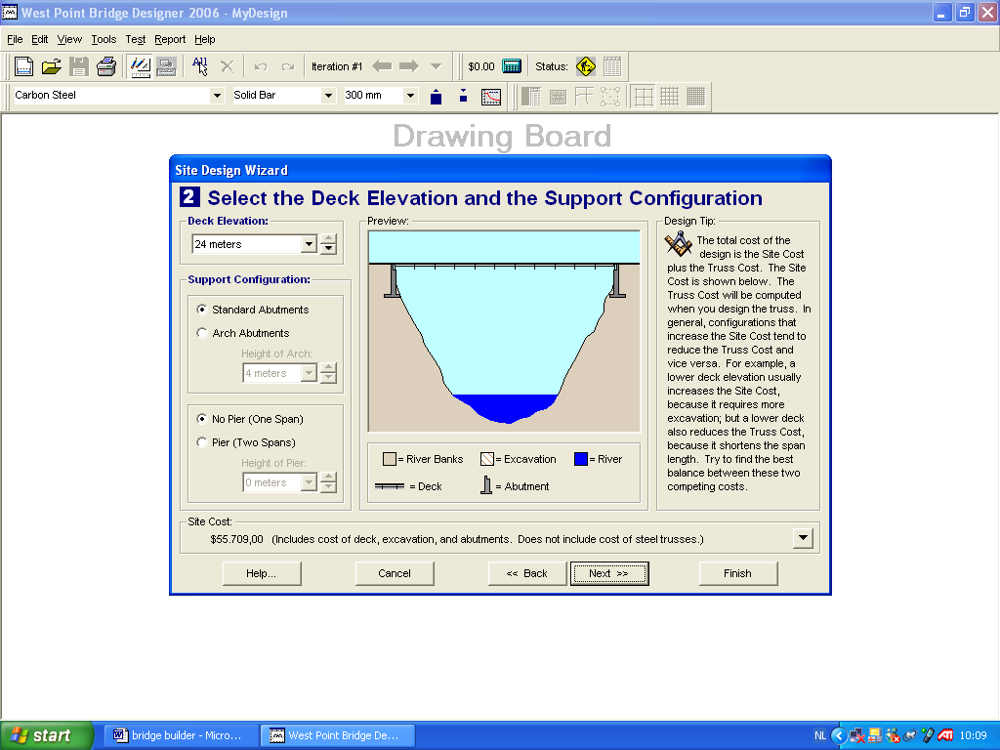 West Point Bridge Designer 2006 - MyDesign
File Edit View Tools Test Report Help
Iteration #1 $0.00 Status:
Carbon Steel Solid Bar 300 mm
Drawing Board
Site Design Wizard
2 Select the Deck Elevation and the Support Configuration
Deck Elevation:
24 meters
Support Configuration:
Standard Abutments
Arch Abutments
Height of Arch:
4 meters
No Pier (One Span)
Pier (Two Spans)
Height of Pier:
0 meters
Preview:
= River Banks = Excavation = River
= Deck = Abutment
Design Tip:
The total cost of the
design is the Site Cost
plus the Truss Cost. The Site
Cost is shown below. The
Truss Cost will be computed
when you design the truss. In
general, configurations that
increase the Site Cost tend to
reduce the Truss Cost and
vice versa. For example, a
lower deck elevation usually
increases the Site Cost,
because it requires more
excavation; but a lower deck
also reduces the Truss Cost,
because it shortens the span
length. Try to find the best
balance between these two
competing costs.
Site Cost:
$55.709,00 (Includes cost of deck, excavation, and abutments. Does not include cost of steel trusses.)
Help... Cancel << Back Next >> Finish
start bridge builder - Micro... West Point Bridge De... NL 10:09